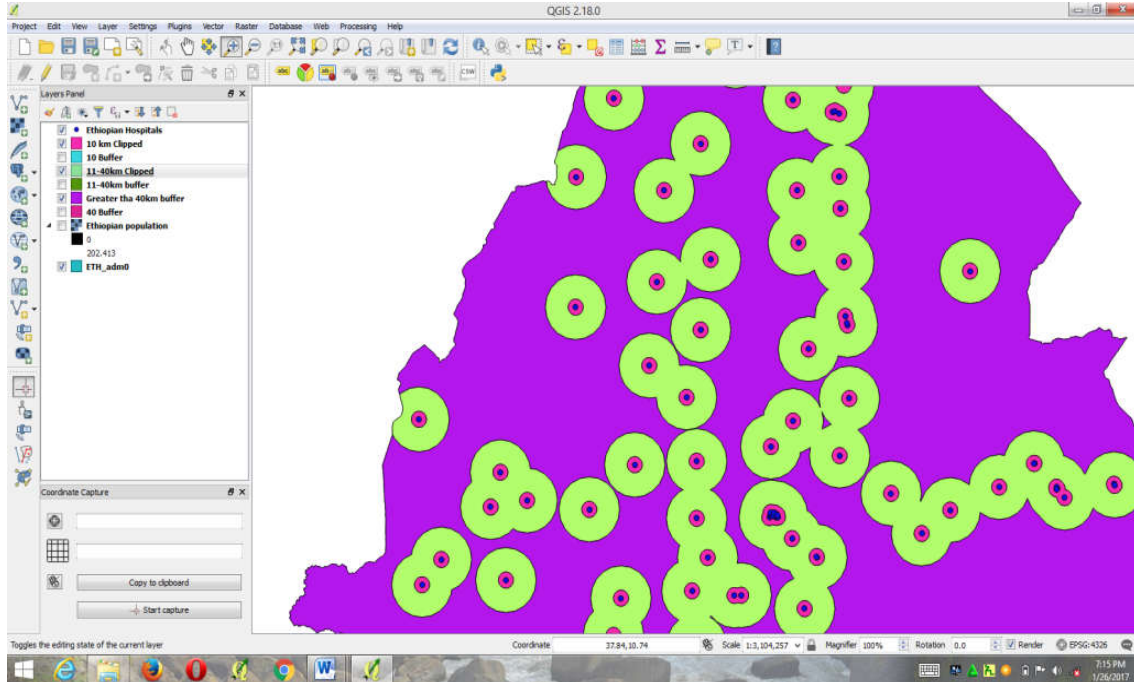 QGIS 2.18.0
Project Edit View Layer Settings Plugins Vector Raster Database Web Processing Help
Layers Panel
Ethiopian Hospitals
10 km Clipped
10 Buffer
11-40km Clipped
11-40km buffer
Greater tha 40km buffer
40 Buffer
Ethiopian population
0
202.413
ETH_adm0
Coordinate Capture
Copy to clipboard
Start capture
Toggles the editing state of the current layer
Coordinate 37.84,10.74 Scale 1:3,104,257 Magnifier 100% Rotation 0.0 Render EPSG:4326
7:15 PM
1/26/2017